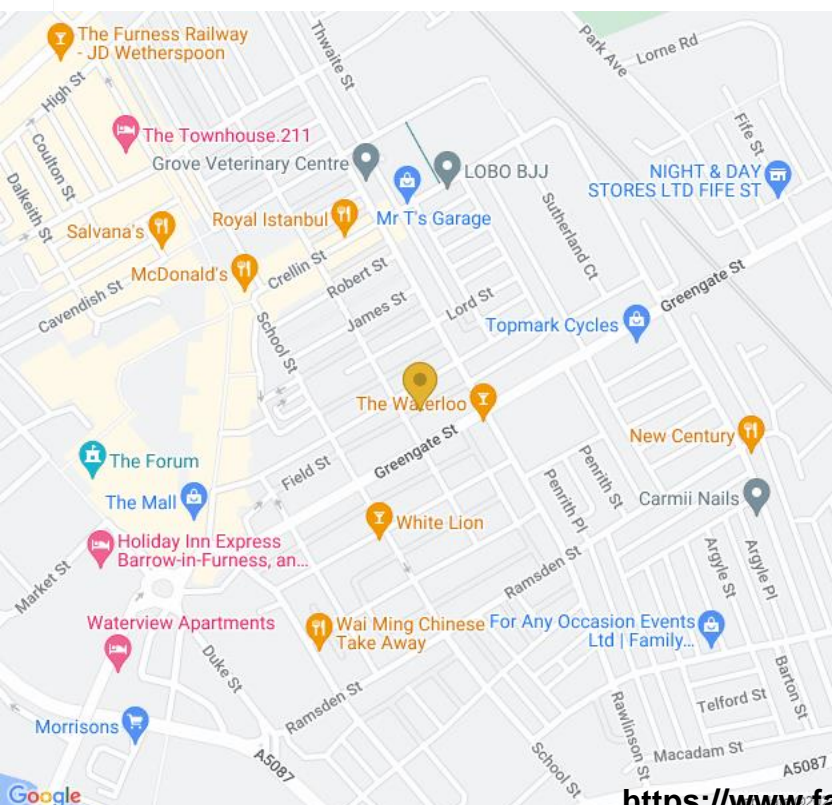 The Furness Railway
- JD Wetherspoon
Thwaite St
Park Ave
Lorne Rd
High St
Coulton St
Dalkeith St
The Townhouse.211
Grove Veterinary Centre
LOBO BJJ
Fife St
NIGHT & DAY
STORES LTD FIFE ST
Salvana's
Royal Istanbul
Mr T's Garage
Sutherland Ct
McDonald's
Crellin St
Robert St
Cavendish St
School St
James St
Lord St
Greengate St
Topmark Cycles
The Waterloo
New Century
Greengate St
The Forum
Field St
Penrith St
Penrith Pl
Carmii Nails
The Mall
White Lion
Holiday Inn Express
Barrow-in-Furness, an...
Market St
Ramsden St
Argyle St
Argyle Pl
Waterview Apartments
Wai Ming Chinese
Take Away
For Any Occasion Events
Ltd | Family...
Duke St
Barton St
Ramsden St
Rawlinson St
Telford St
Morrisons
A5087
School St
Macadam St
A5087
Google
https://www.fa